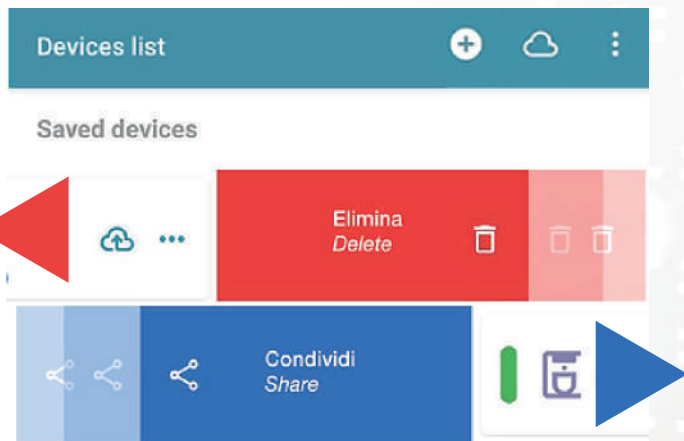 Devices list
Saved devices
Elimina
Delete
Condividi
Share